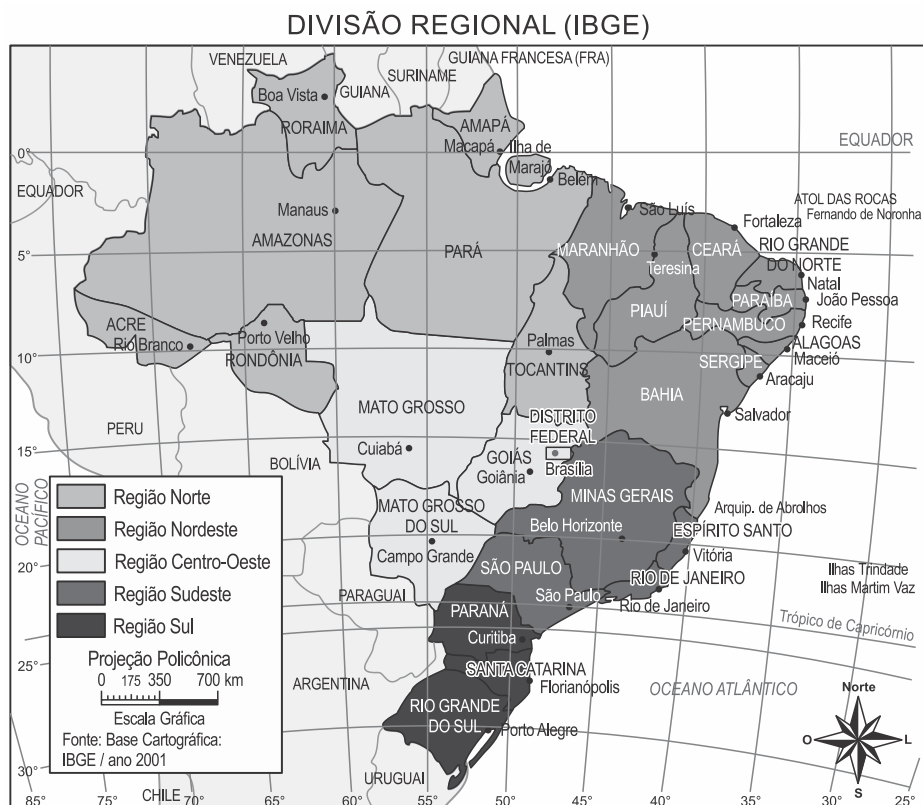 DIVISÃO REGIONAL (IBGE)
VENEZUELA
GUIANA FRANCESA (FRA)
SURINAME
Boa Vista
GUIANA
RORAIMA
AMAPÁ
Macapá
Ilha de
Marajó
EQUADOR
0°
Belém
EQUADOR
ATOL DAS ROCAS
Fernando de Noronha
Manaus
São Luís
Fortaleza
AMAZONAS
PARÁ
MARANHÃO
CEARÁ
RIO GRANDE
DO NORTE
5°
Teresina
Natal
PIAUÍ
PARAÍBA
João Pessoa
ACRE
Rio Branco
Porto Velho
RONDÔNIA
PERNAMBUCO
Recife
Palmas
ALAGOAS
Maceió
10°
TOCANTINS
SERGIPE
Aracaju
MATO GROSSO
BAHIA
Salvador
PERU
DISTRITO
FEDERAL
15°
Cuiabá
GOIÁS
Goiânia
Brasília
BOLÍVIA
MINAS GERAIS
OCEANO
PACÍFICO
MATO GROSSO
DO SUL
Campo Grande
Belo Horizonte
Arquip. de Abrolhos
ESPÍRITO SANTO
Vitória
20°
SÃO PAULO
RIO DE JANEIRO
Ilhas Trindade
Ilhas Martim Vaz
PARAGUAI
São Paulo
Rio de Janeiro
PARANÁ
Trópico de Capricórnio
Curitiba
25°
SANTA CATARINA
Florianópolis
ARGENTINA
OCEANO ATLÂNTICO
RIO GRANDE
DO SUL
Porto Alegre
30°
URUGUAI
CHILE
Região Norte
Região Nordeste
Região Centro-Oeste
Região Sudeste
Região Sul
Projeção Policônica
0 175 350 700 km
Escala Gráfica
Fonte: Base Cartográfica:
IBGE / ano 2001
Norte
O
L
S
85° 75° 70° 65° 60° 55° 50° 45° 40° 35° 30° 25°